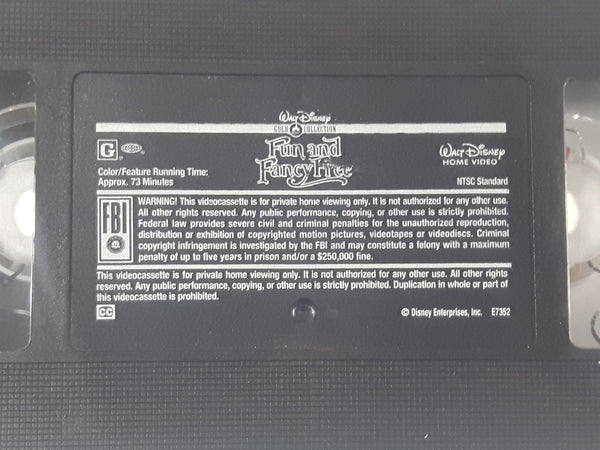 Walt Disney
GOLD COLLECTION
Fun and
Fancy Free
G
Color/Feature Running Time:
Approx. 73 Minutes
Walt Disney
HOME VIDEO
NTSC Standard
FBI
WARNING! This videocassette is for private home viewing only. It is not authorized for any other use.
All other rights reserved. Any public performance, copying, or other use is strictly prohibited.
Federal law provides severe civil and criminal penalties for the unauthorized reproduction,
distribution or exhibition of copyrighted motion pictures, videotapes or videodiscs. Criminal
copyright infringement is investigated by the FBI and may constitute a felony with a maximum
penalty of up to five years in prison and/or a $250,000 fine.
This videocassette is for private home viewing only. It is not authorized for any other use. All other rights
reserved. Any public performance, copying, or other use is strictly prohibited. Duplication in whole or part of
this videocassette is prohibited.
CC
© Disney Enterprises, Inc. E7352